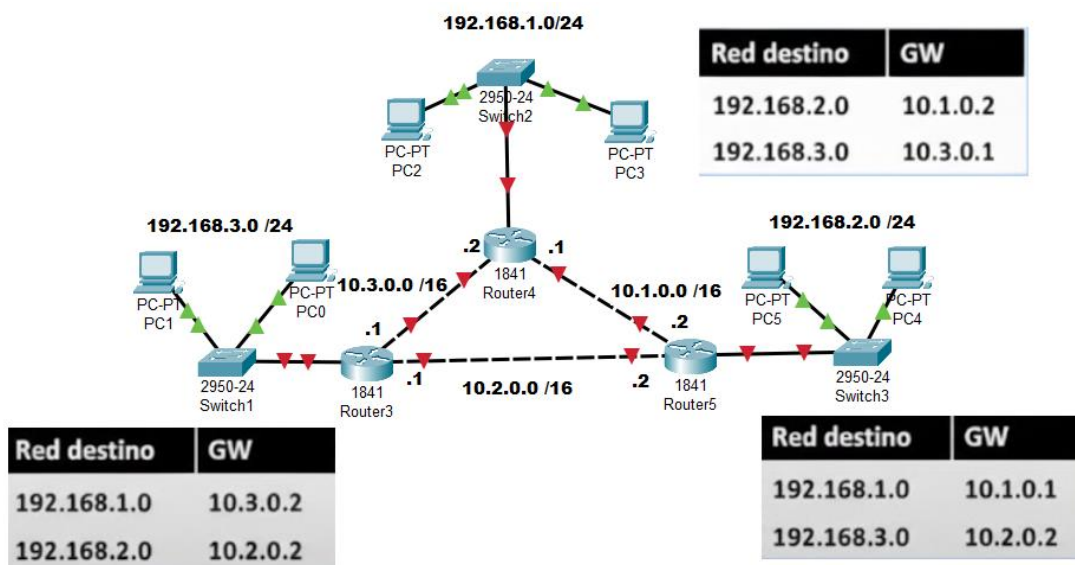 192.168.1.0/24
Red destino GW
192.168.2.0 10.1.0.2
192.168.3.0 10.3.0.1
2950-24
Switch2
PC-PT
PC2
PC-PT
PC3
192.168.3.0 /24
192.168.2.0 /24
.2 .1
1841
Router4
PC-PT
PC1
PC-PT
PC0
10.3.0.0 /16
10.1.0.0 /16
PC-PT
PC5
PC-PT
PC4
.1
.2
2950-24
Switch1
1841
Router3
.1
10.2.0.0 /16
.2
1841
Router5
2950-24
Switch3
Red destino GW
192.168.1.0 10.3.0.2
192.168.2.0 10.2.0.2
Red destino GW
192.168.1.0 10.1.0.1
192.168.3.0 10.2.0.2